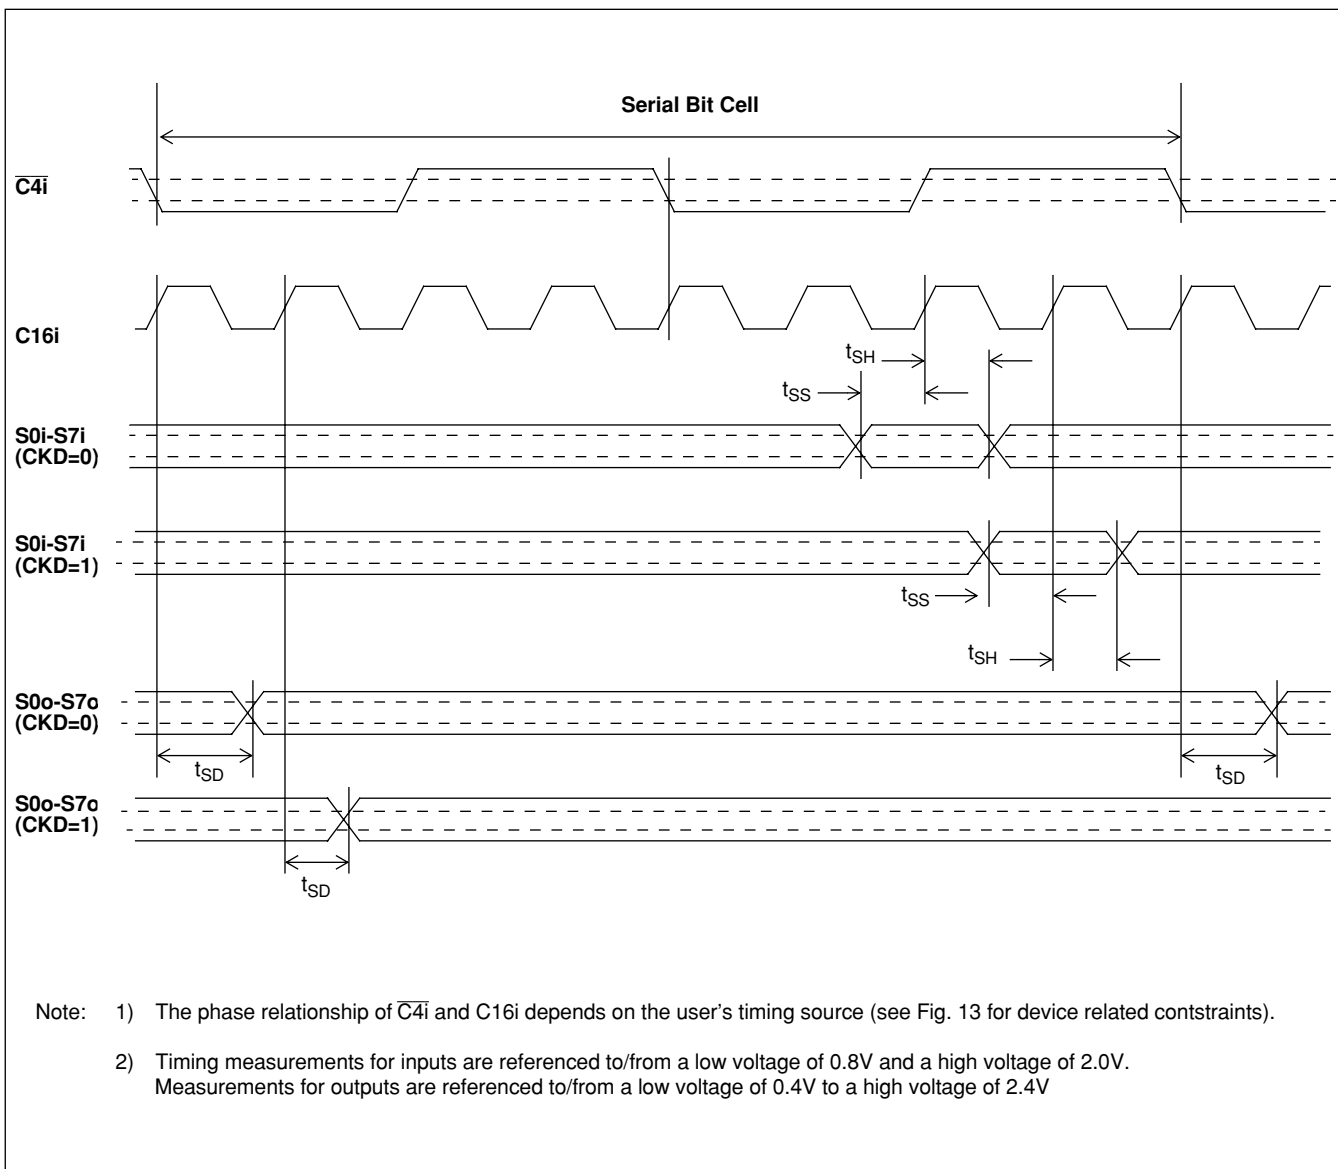 Serial Bit Cell
C4i
C16i
tSH
tSS
S0i-S7i
(CKD=0)
S0i-S7i
(CKD=1)
tSS
tSH
S0o-S7o
(CKD=0)
tSD
tSD
S0o-S7o
(CKD=1)
tSD
Note: 1) The phase relationship of C4i and C16i depends on the user's timing source (see Fig. 13 for device related contstraints).
2) Timing measurements for inputs are referenced to/from a low voltage of 0.8V and a high voltage of 2.0V.
Measurements for outputs are referenced to/from a low voltage of 0.4V to a high voltage of 2.4V